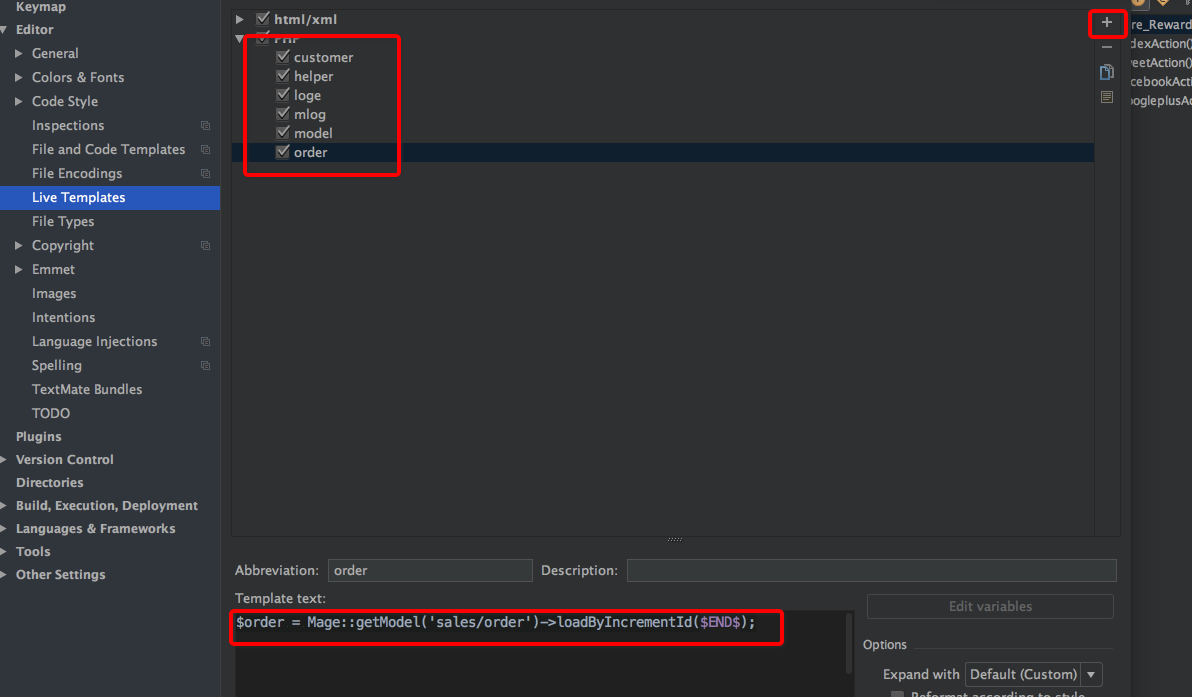 Keymap
Editor
General
Colors & Fonts
Code Style
Inspections
File and Code Templates
File Encodings
Live Templates
File Types
Copyright
Emmet
Images
Intentions
Language Injections
Spelling
TextMate Bundles
TODO
Plugins
Version Control
Directories
Build, Execution, Deployment
Languages & Frameworks
Tools
Other Settings
html/xml
PHP
customer
helper
loge
mlog
model
order
re_Reward
dexAction()
eetAction()
cebookActi
ogleplusAc
Abbreviation: order Description:
Template text:
$order = Mage::getModel('sales/order')->loadByIncrementId($END$);
Edit variables
Options
Expand with Default (Custom)
Reformat according to style